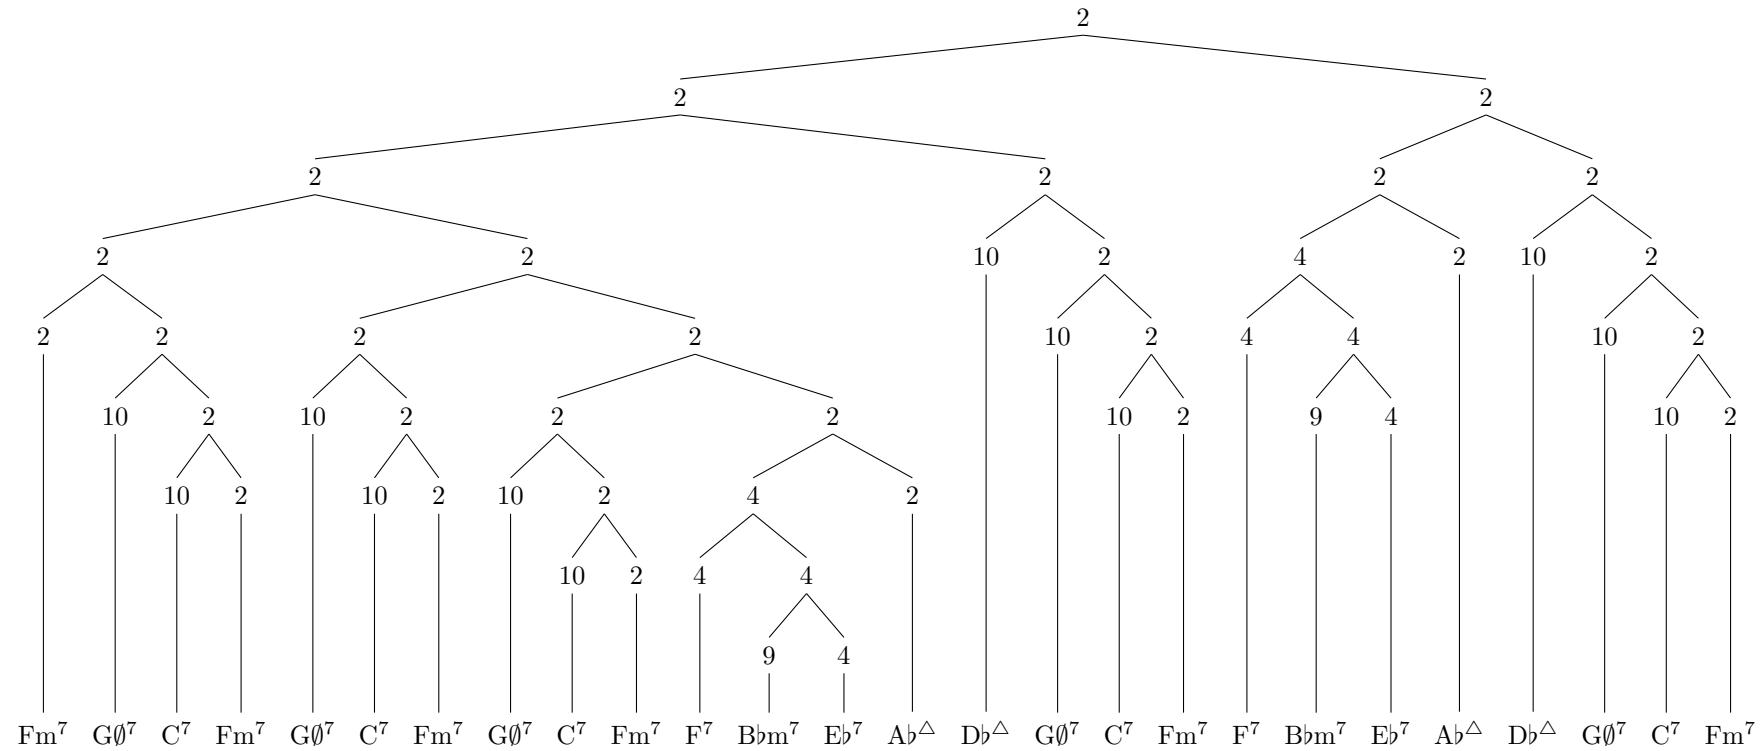 2
2 2
2 2 2 2
2 2 10 2 4 2 10 2
2 2 2 2 10 2 4 4 10 2
10 2 10 2 2 2 10 2 9 4 10 2
10 2 10 2 10 2 4 2
10 2 4 4
9 4
Fm⁷ G∅⁷ C⁷ Fm⁷ G∅⁷ C⁷ Fm⁷ G∅⁷ C⁷ Fm⁷ F⁷ B♭m⁷ E♭⁷ A♭△ D♭△ G∅⁷ C⁷ Fm⁷ F⁷ B♭m⁷ E♭⁷ A♭△ D♭△ G∅⁷ C⁷ Fm⁷